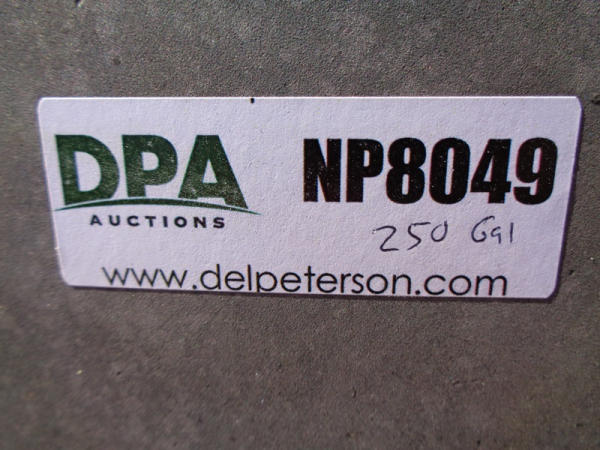 DPA
AUCTIONS
NP8049
250 Gal
www.delpeterson.com